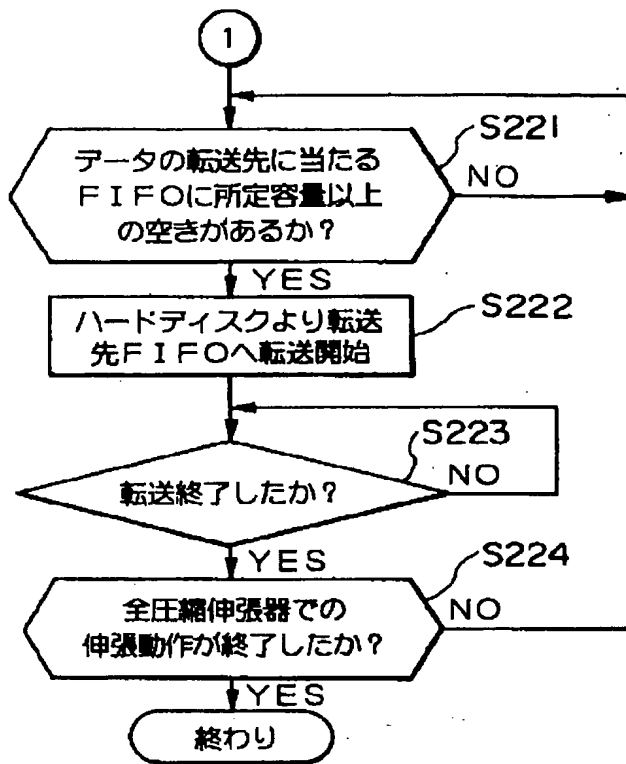 1
S221
データの転送先に当たる
FIFOに所定容量以上
の空きがあるか?
NO
YES
S222
ハードディスクより転送
先FIFOへ転送開始
S223
転送終了したか?
NO
YES
S224
全圧縮伸張器での
伸張動作が終了したか?
NO
YES
終わり